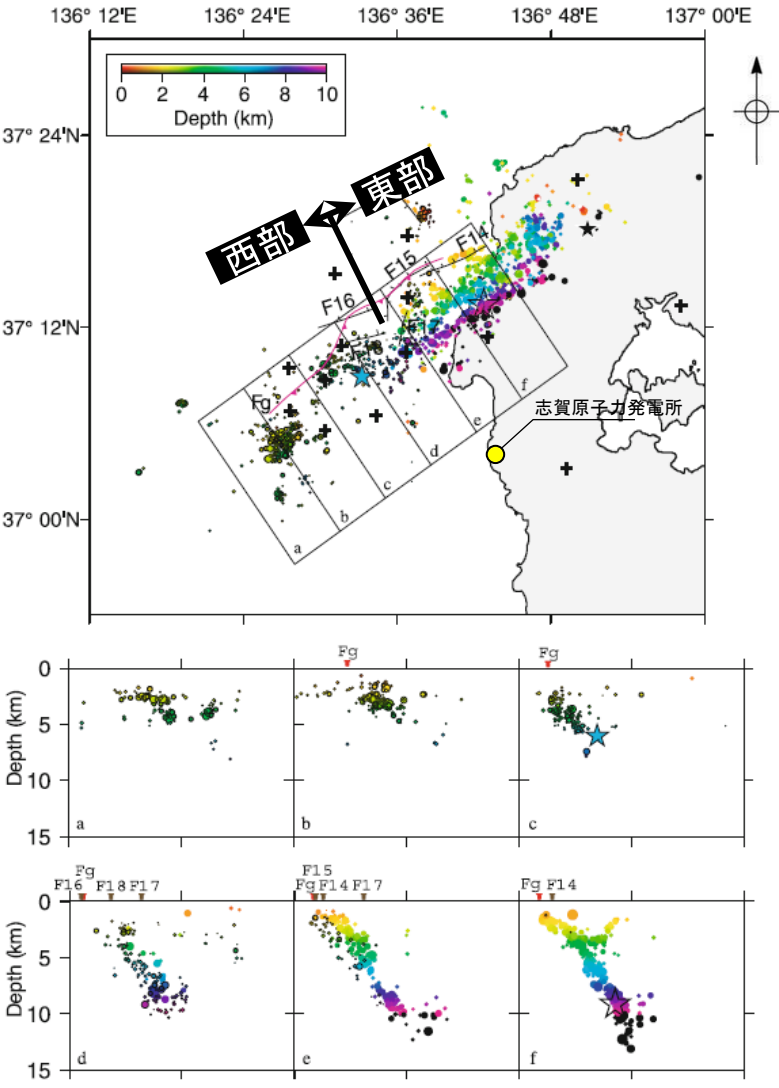 136° 12'E 136° 24'E 136° 36'E 136° 48'E 137° 00'E
0 2 4 6 8 10
Depth (km)
37° 24'N
東部
西部
F14
F15
F16
37° 12'N
F17
F18
Fg
f
志賀原子力発電所
e
d
c
37° 00'N
b
a
Fg Fg
0
5
10
15
Depth (km)
a b c
Fg F15
F16 F18 F17 Fg F14 F17 Fg F14
0
5
10
15
Depth (km)
d e f